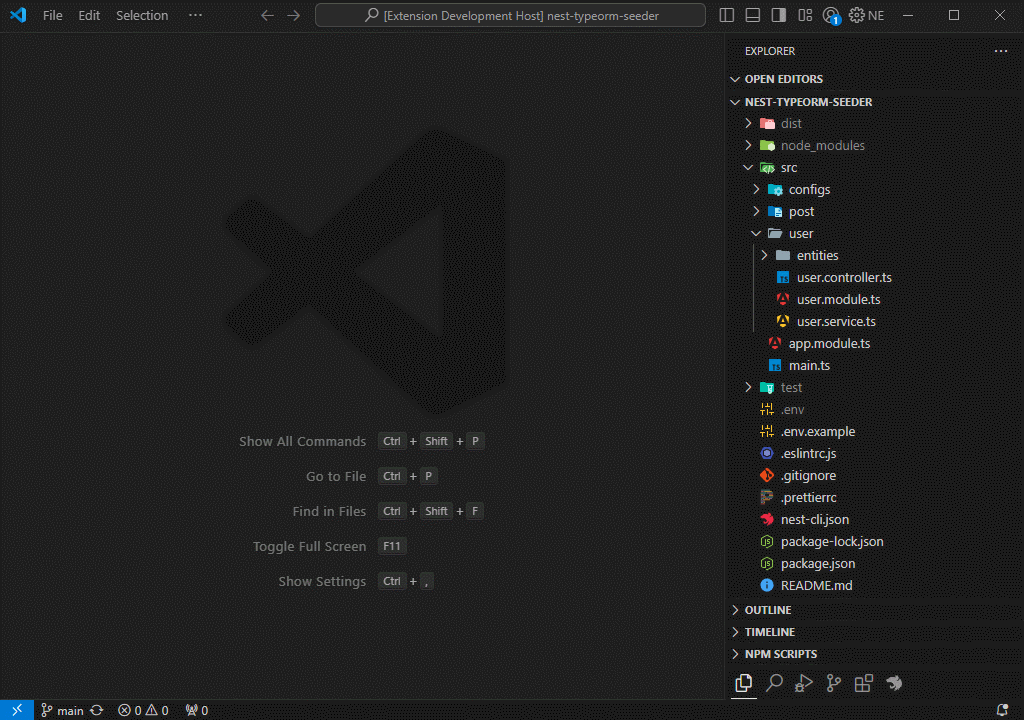 File Edit Selection ···
[Extension Development Host] nest-typeorm-seeder
1
NE
EXPLORER
OPEN EDITORS
NEST-TYPEORM-SEEDER
dist
node_modules
src
configs
post
user
entities
user.controller.ts
user.module.ts
user.service.ts
app.module.ts
main.ts
test
.env
.env.example
.eslintrc.js
.gitignore
.prettierrc
nest-cli.json
package-lock.json
package.json
README.md
OUTLINE
TIMELINE
NPM SCRIPTS
Show All Commands Ctrl + Shift + P
Go to File Ctrl + P
Find in Files Ctrl + Shift + F
Toggle Full Screen F11
Show Settings Ctrl + ,
main 0 0 0